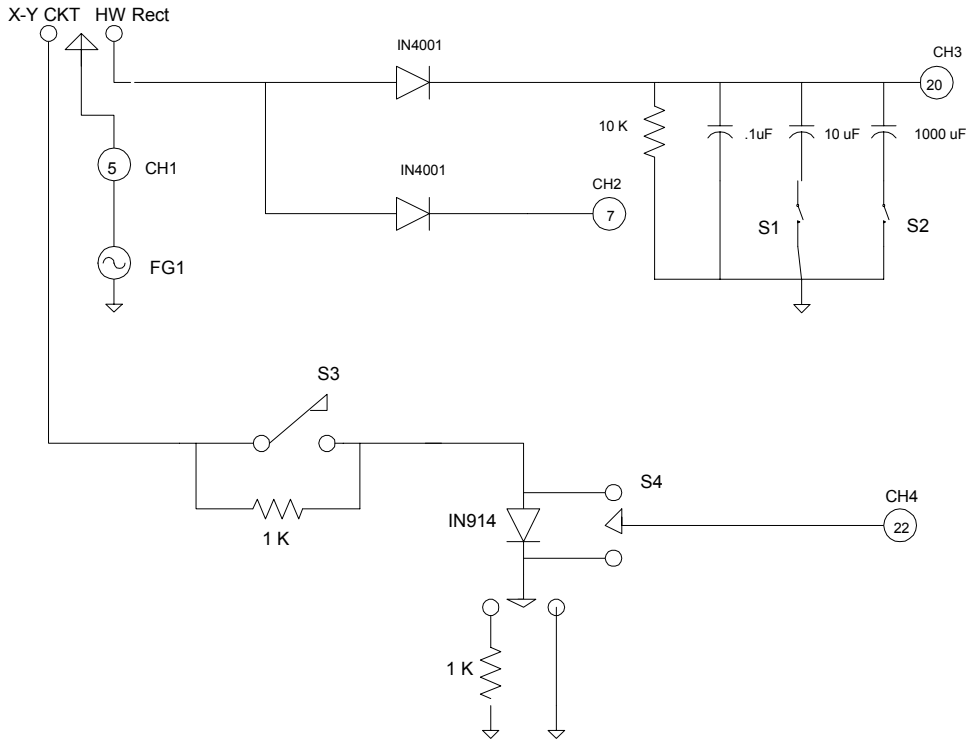 X-Y CKT HW Rect
IN4001
CH3
20
10 K
.1uF
10 uF
1000 uF
5
CH1
IN4001
CH2
7
S1
S2
FG1
S3
1 K
S4
IN914
CH4
22
1 K